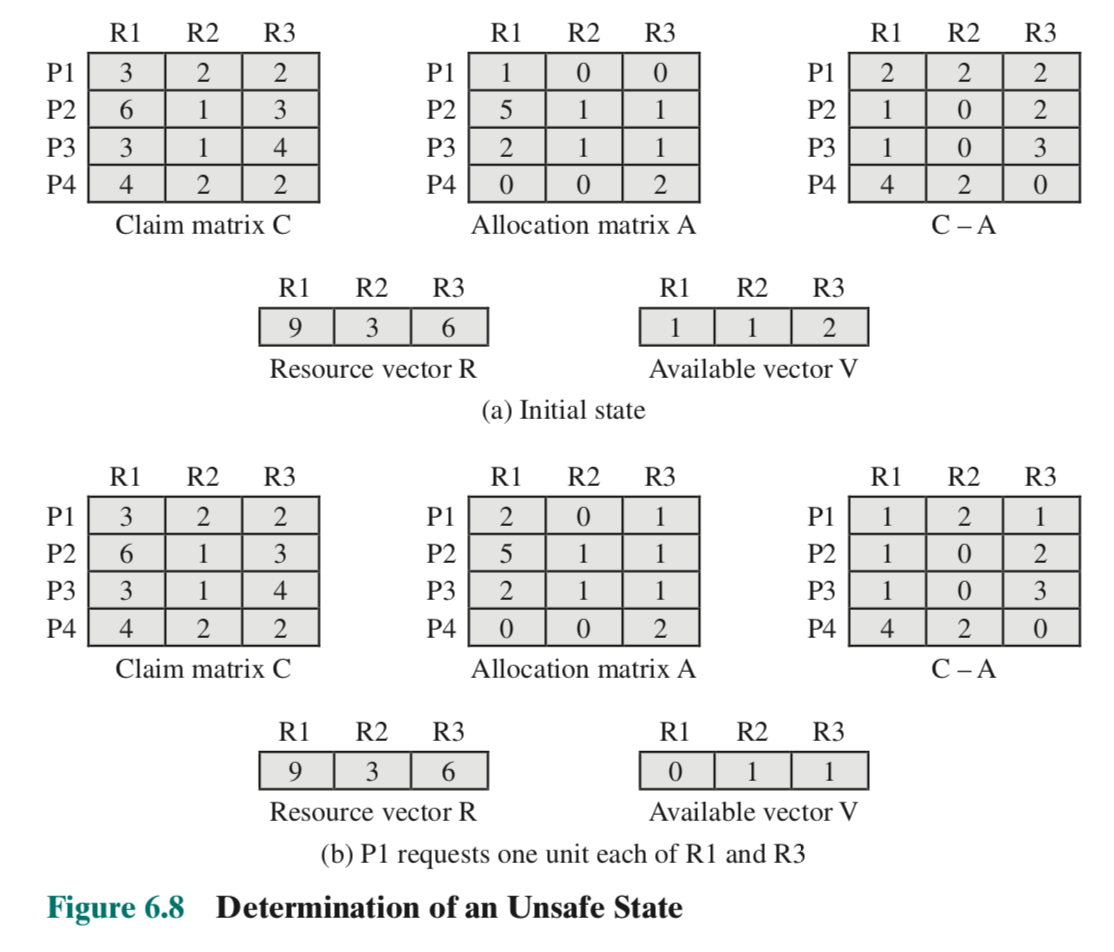 R1 R2 R3 R1 R2 R3 R1 R2 R3
P1 3 2 2 P1 1 0 0 P1 2 2 2
P2 6 1 3 P2 5 1 1 P2 1 0 2
P3 3 1 4 P3 2 1 1 P3 1 0 3
P4 4 2 2 P4 0 0 2 P4 4 2 0
Claim matrix C Allocation matrix A C – A
R1 R2 R3 R1 R2 R3
9 3 6 1 1 2
Resource vector R Available vector V
(a) Initial state
R1 R2 R3 R1 R2 R3 R1 R2 R3
P1 3 2 2 P1 2 0 1 P1 1 2 1
P2 6 1 3 P2 5 1 1 P2 1 0 2
P3 3 1 4 P3 2 1 1 P3 1 0 3
P4 4 2 2 P4 0 0 2 P4 4 2 0
Claim matrix C Allocation matrix A C – A
R1 R2 R3 R1 R2 R3
9 3 6 0 1 1
Resource vector R Available vector V
(b) P1 requests one unit each of R1 and R3
Figure 6.8 Determination of an Unsafe State